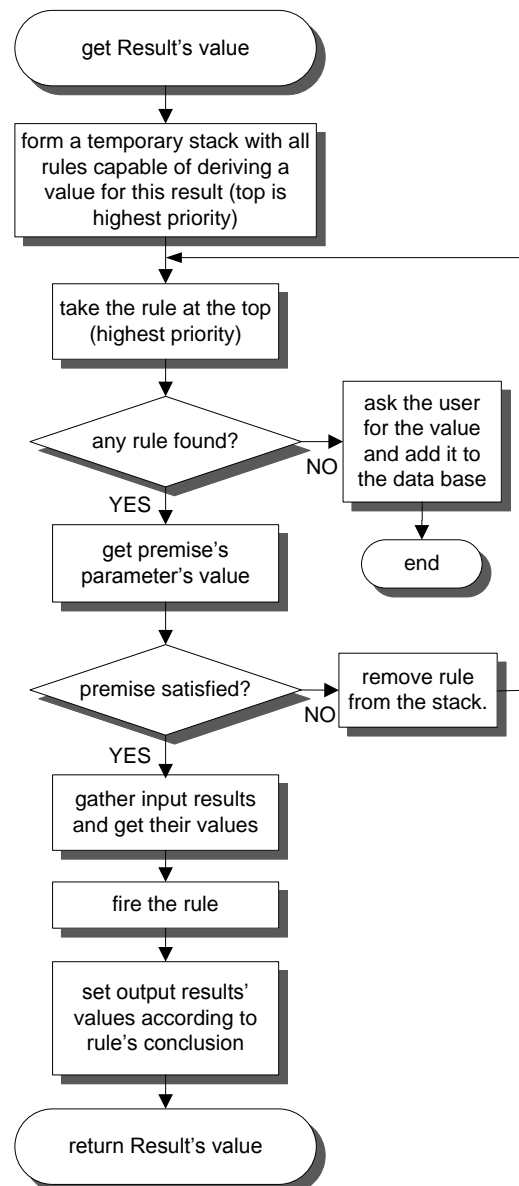 get Result's value
form a temporary stack with all
rules capable of deriving a
value for this result (top is
highest priority)
take the rule at the top
(highest priority)
any rule found?
NO
ask the user
for the value
and add it to
the data base
end
YES
get premise's
parameter's value
premise satisfied?
NO
remove rule
from the stack.
YES
gather input results
and get their values
fire the rule
set output results'
values according to
rule's conclusion
return Result's value